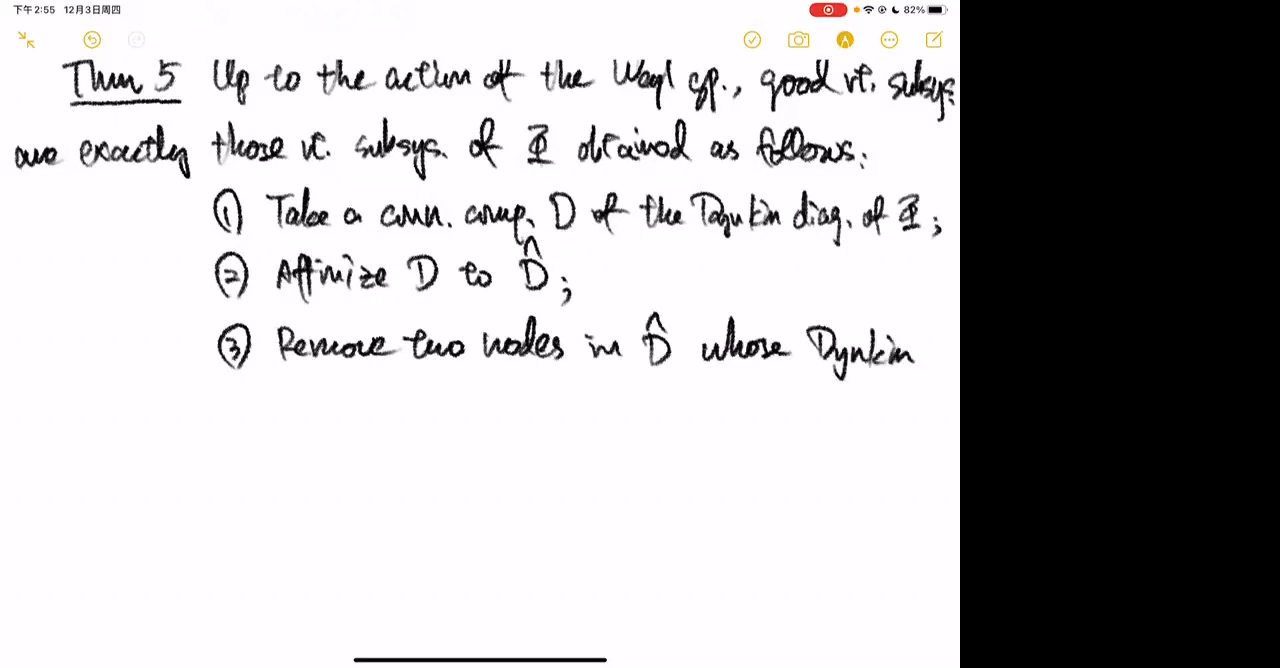 下午2:55 12月3日周四
82%
Thm 5 Up to the action of the Weyl gp., good rt. subsys.
are exactly those rt. subsys. of Φ obtained as follows:
① Take a conn. comp. D of the Dynkin diag. of Φ;
② Affinize D to D̂;
③ Remove two nodes in D̂ whose Dynkin